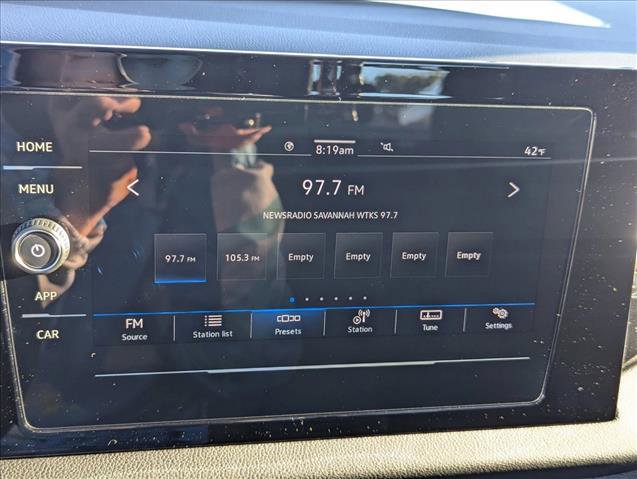 HOME
MENU
APP
CAR
8:19am
42°F
97.7 FM
NEWSRADIO SAVANNAH WTKS 97.7
97.7 FM 105.3 FM Empty Empty Empty Empty
FM
Source Station list Presets Station Tune Settings